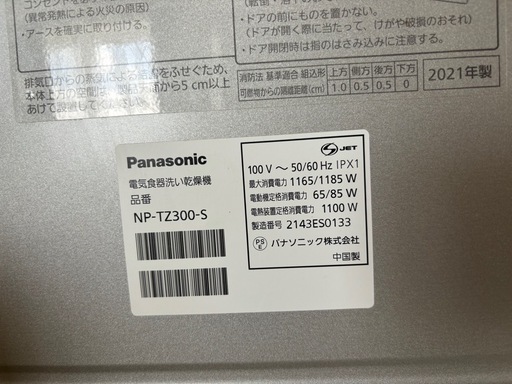 コンセントをお
(異常発熱による火災の原因)
・アースを確実に取り付ける。
排気口からの蒸気による結露をふせぐため、
本体上方の空間は、製品天面から5cm以上
あけて設置してください。
・ドアの前にものを置かない。
(ドアが開く際に当たって、けがや破損のおそれ)
・ドア開閉時は指のはさみ込みに注意する。
消防法 基準適合 組込形 上方 側方 後方 下方
可燃物からの隔離距離(cm) 1.0 0.5 0.5 0
2021年製
Panasonic
電気食器洗い乾燥機
品番
NP-TZ300-S
JET
100 V ～ 50/60 Hz IPX1
最大消費電力 1165/1185 W
電動機定格消費電力 65/85 W
電熱装置定格消費電力 1100 W
製造番号 2143ES0133
PS E パナソニック株式会社
中国製